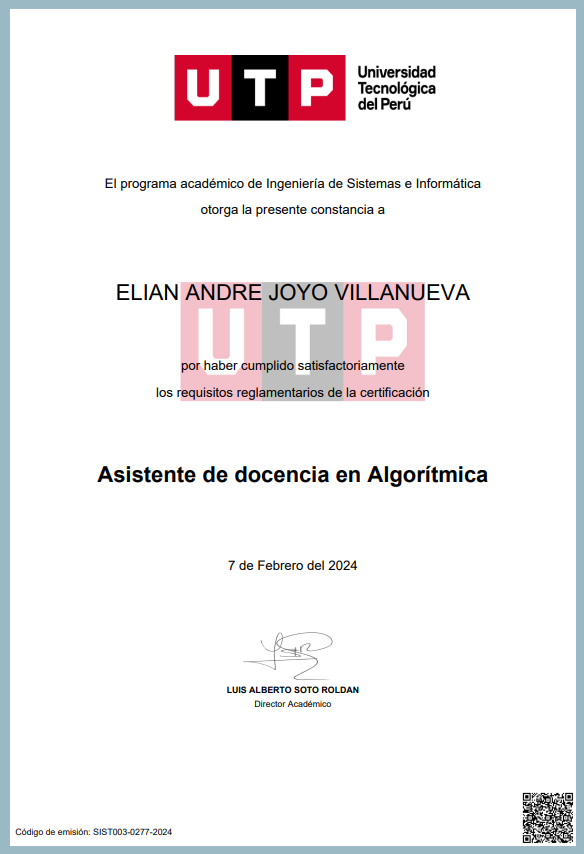 UTP
Universidad
Tecnológica
del Perú
El programa académico de Ingeniería de Sistemas e Informática
otorga la presente constancia a
ELIAN ANDRE JOYO VILLANUEVA
UTP
por haber cumplido satisfactoriamente
los requisitos reglamentarios de la certificación
Asistente de docencia en Algorítmica
7 de Febrero del 2024
LUIS ALBERTO SOTO ROLDAN
Director Académico
Código de emisión: SIST003-0277-2024